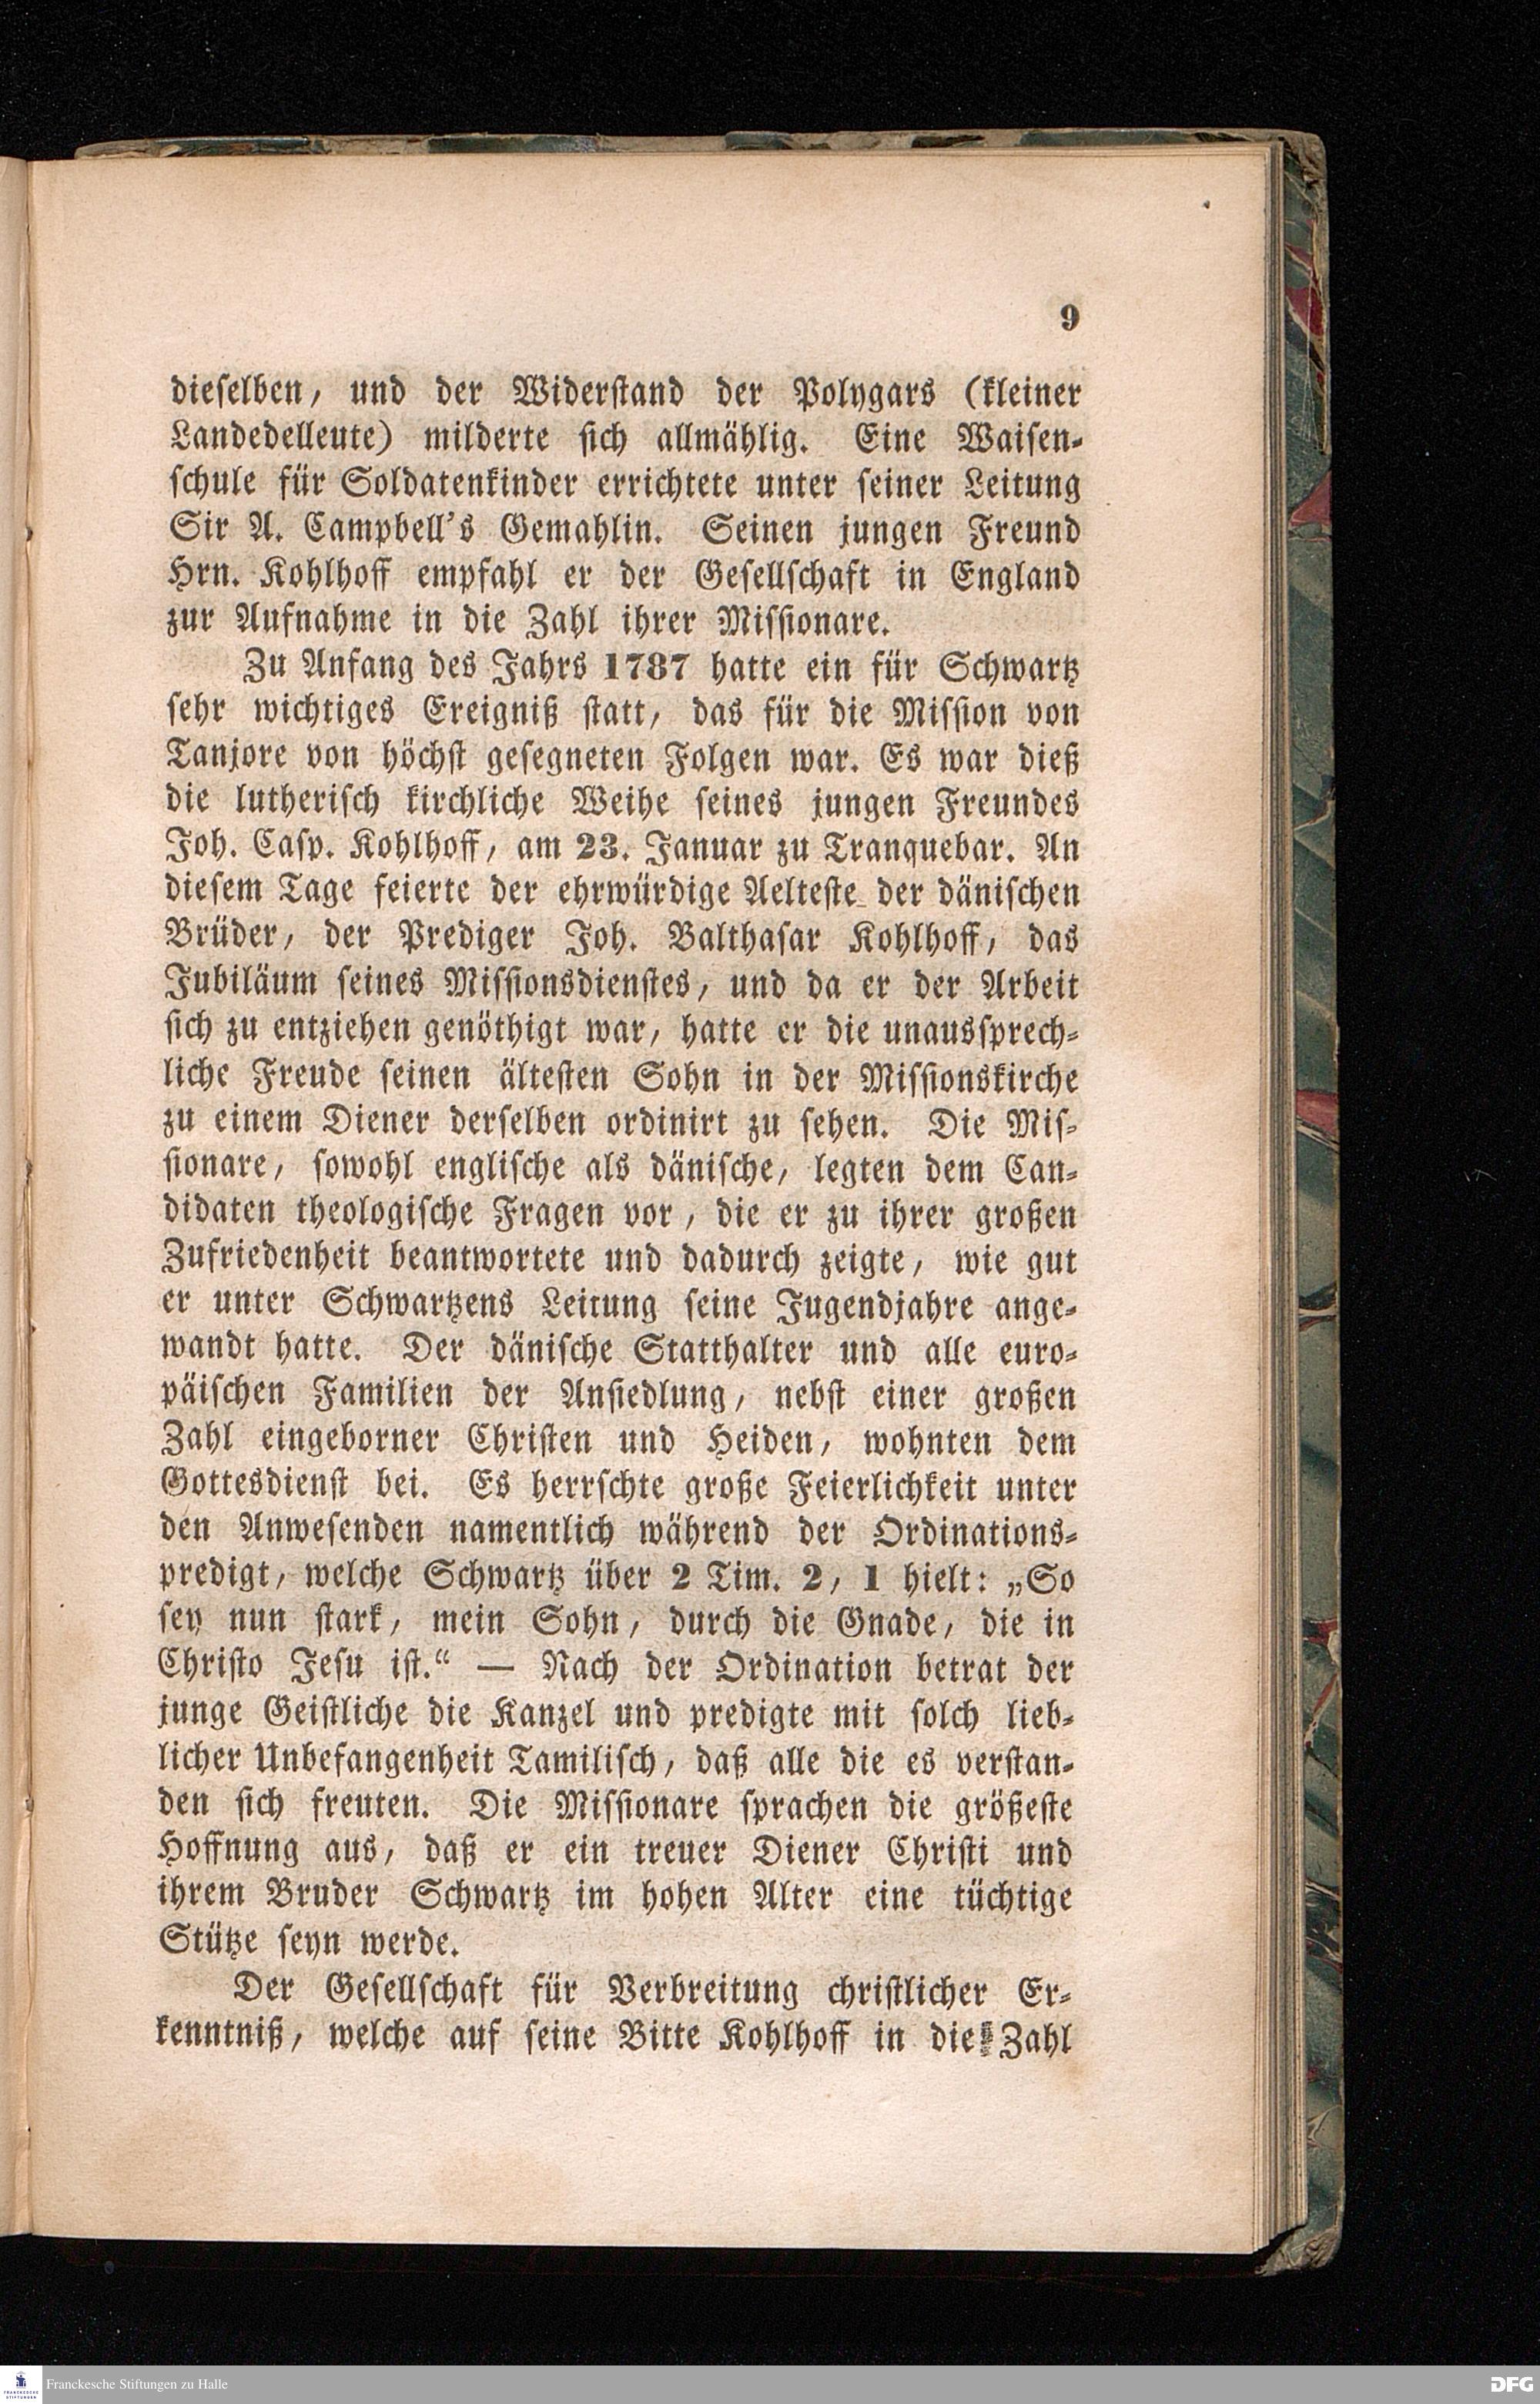 9
dieselben, und der Widerstand der Polygars (kleiner
Landedelleute) milderte sich allmählig. Eine Waisen-
schule für Soldatenkinder errichtete unter seiner Leitung
Sir A. Campbell's Gemahlin. Seinen jungen Freund
Hrn. Kohlhoff empfahl er der Gesellschaft in England
zur Aufnahme in die Zahl ihrer Missionare.
Zu Anfang des Jahrs 1787 hatte ein für Schwartz
sehr wichtiges Ereigniß statt, das für die Mission von
Tanjore von höchst gesegneten Folgen war. Es war dieß
die lutherisch kirchliche Weihe seines jungen Freundes
Joh. Casp. Kohlhoff, am 23. Januar zu Tranquebar. An
diesem Tage feierte der ehrwürdige Aelteste der dänischen
Brüder, der Prediger Joh. Balthasar Kohlhoff, das
Jubiläum seines Missionsdienstes, und da er der Arbeit
sich zu entziehen genöthigt war, hatte er die unaussprech-
liche Freude seinen ältesten Sohn in der Missionskirche
zu einem Diener derselben ordinirt zu sehen. Die Mis-
sionare, sowohl englische als dänische, legten dem Can-
didaten theologische Fragen vor, die er zu ihrer großen
Zufriedenheit beantwortete und dadurch zeigte, wie gut
er unter Schwartzens Leitung seine Jugendjahre ange-
wandt hatte. Der dänische Statthalter und alle euro-
päischen Familien der Ansiedlung, nebst einer großen
Zahl eingeborner Christen und Heiden, wohnten dem
Gottesdienst bei. Es herrschte große Feierlichkeit unter
den Anwesenden namentlich während der Ordinations-
predigt, welche Schwartz über 2 Tim. 2, 1 hielt: „So
sey nun stark, mein Sohn, durch die Gnade, die in
Christo Jesu ist.“ — Nach der Ordination betrat der
junge Geistliche die Kanzel und predigte mit solch lieb-
licher Unbefangenheit Tamilisch, daß alle die es verstan-
den sich freuten. Die Missionare sprachen die größeste
Hoffnung aus, daß er ein treuer Diener Christi und
ihrem Bruder Schwartz im hohen Alter eine tüchtige
Stütze seyn werde.
Der Gesellschaft für Verbreitung christlicher Er-
kenntniß, welche auf seine Bitte Kohlhoff in die Zahl
FRANCKESCHE
STIFTUNGEN
Franckesche Stiftungen zu Halle
DFG